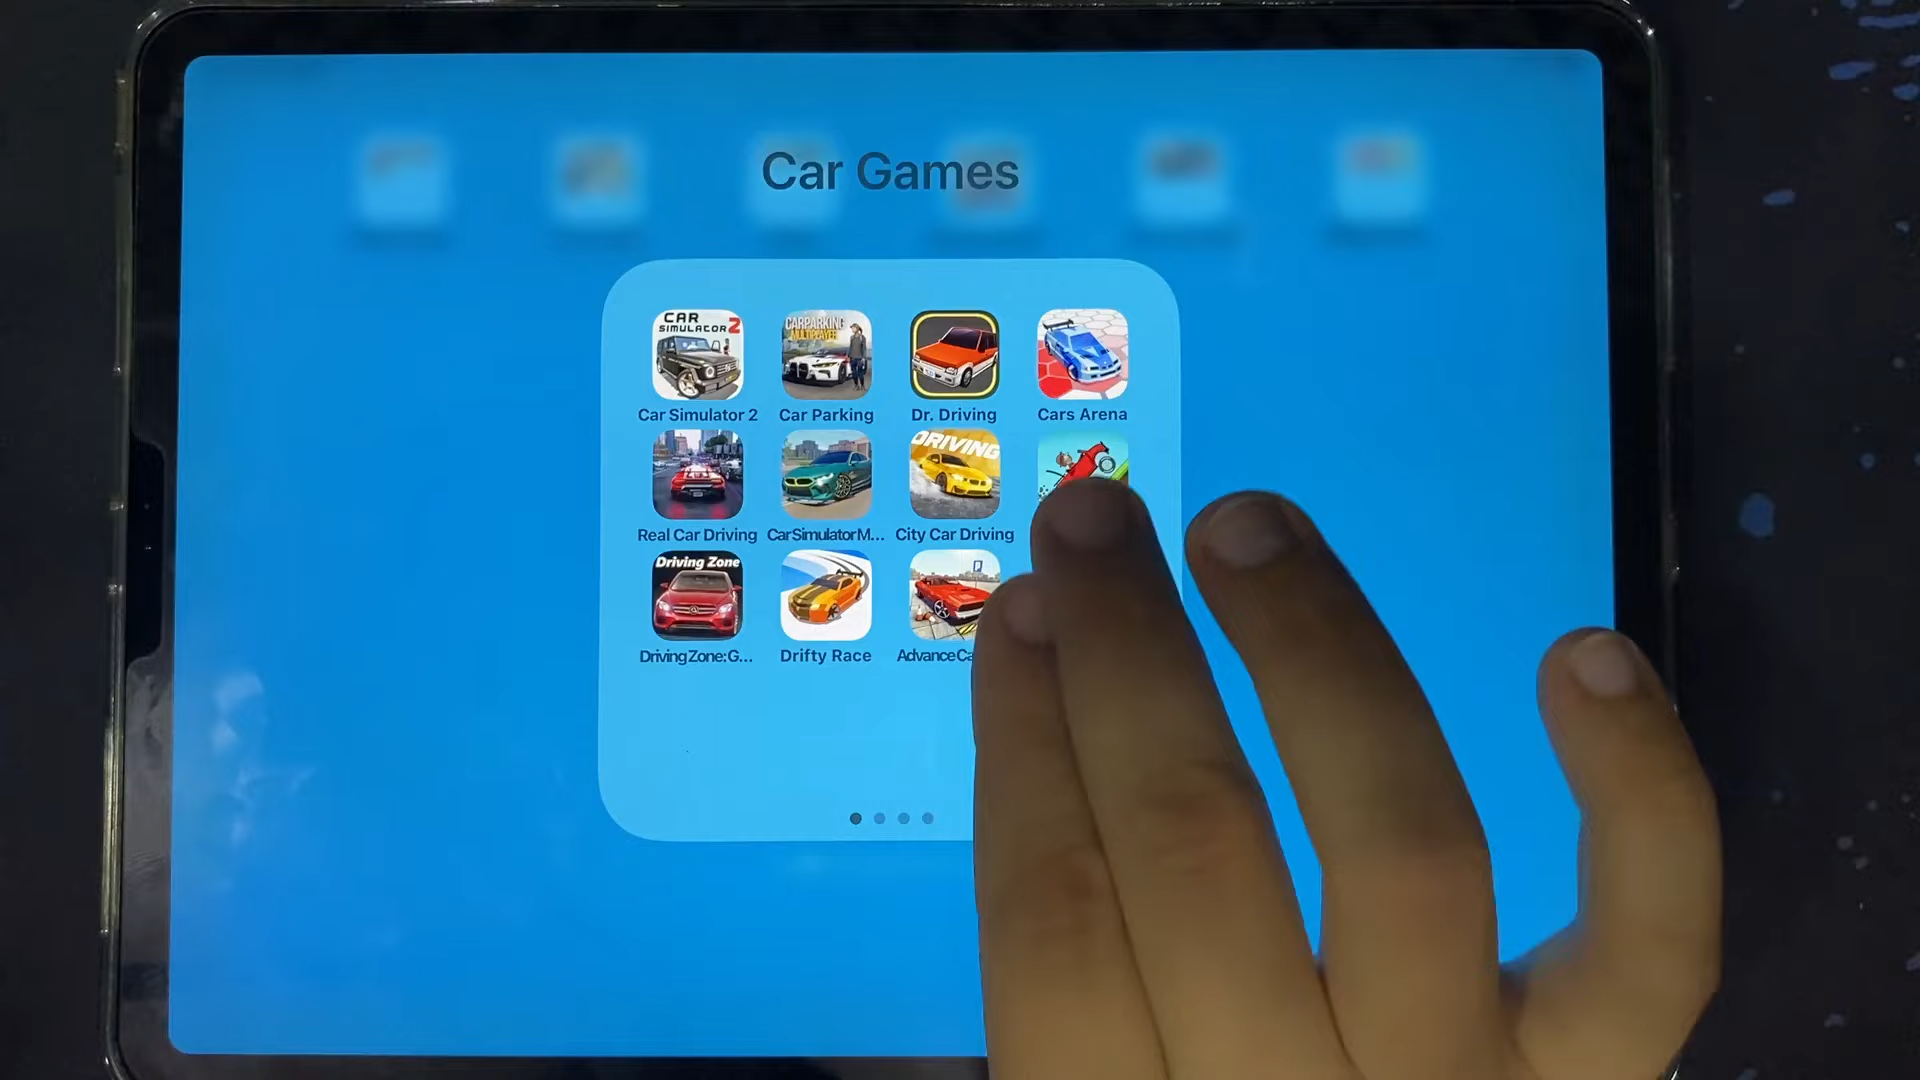 Car Games
CAR
SIMULATOR 2
CARPARKING
MULTIPLAYER
Car Simulator 2
Car Parking
Dr. Driving
Cars Arena
DRIVING
Real Car Driving
CarSimulatorM...
City Car Driving
Driving Zone
P
DrivingZone:G...
Drifty Race
AdvanceCa